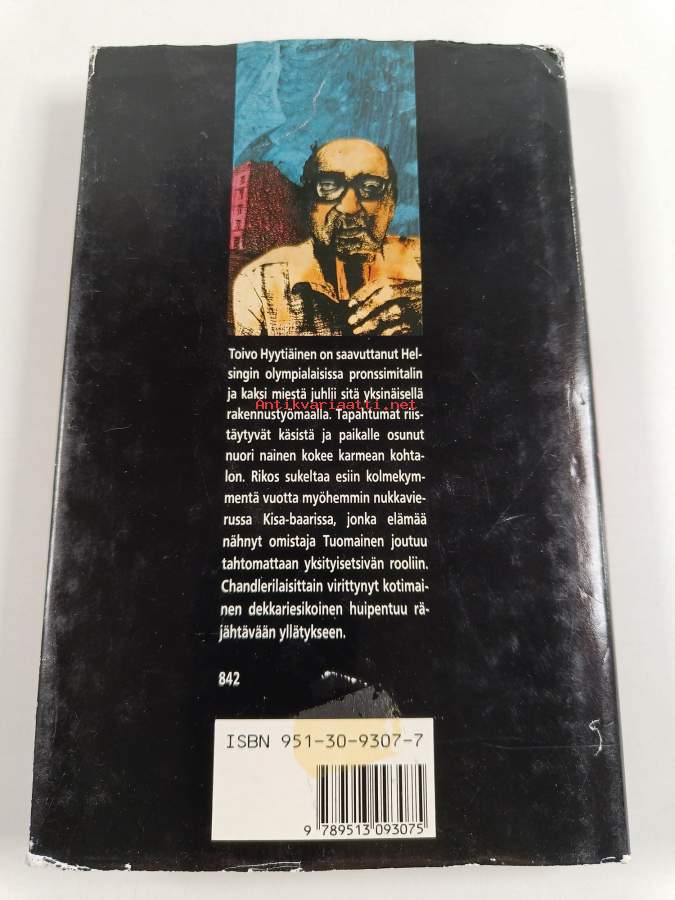 Toivo Hyytiäinen on saavuttanut Hel-
singin olympialaisissa pronssimitalin
ja kaksi miestä juhlii sitä yksinäisellä
Antikvariaatti.net
rakennustyömaalla. Tapahtumat riis-
täytyvät käsistä ja paikalle osunut
nuori nainen kokee karmean kohta-
lon. Rikos sukeltaa esiin kolmekym-
mentä vuotta myöhemmin nukkavie-
russa Kisa-baarissa, jonka elämää
nähnyt omistaja Tuomainen joutuu
tahtomattaan yksityisetsivän rooliin.
Chandlerilaisittain virittynyt kotimai-
nen dekkariesikoinen huipentuu rä-
jähtävään yllätykseen.
842
ISBN 951-30-9307-7
9 789513 093075